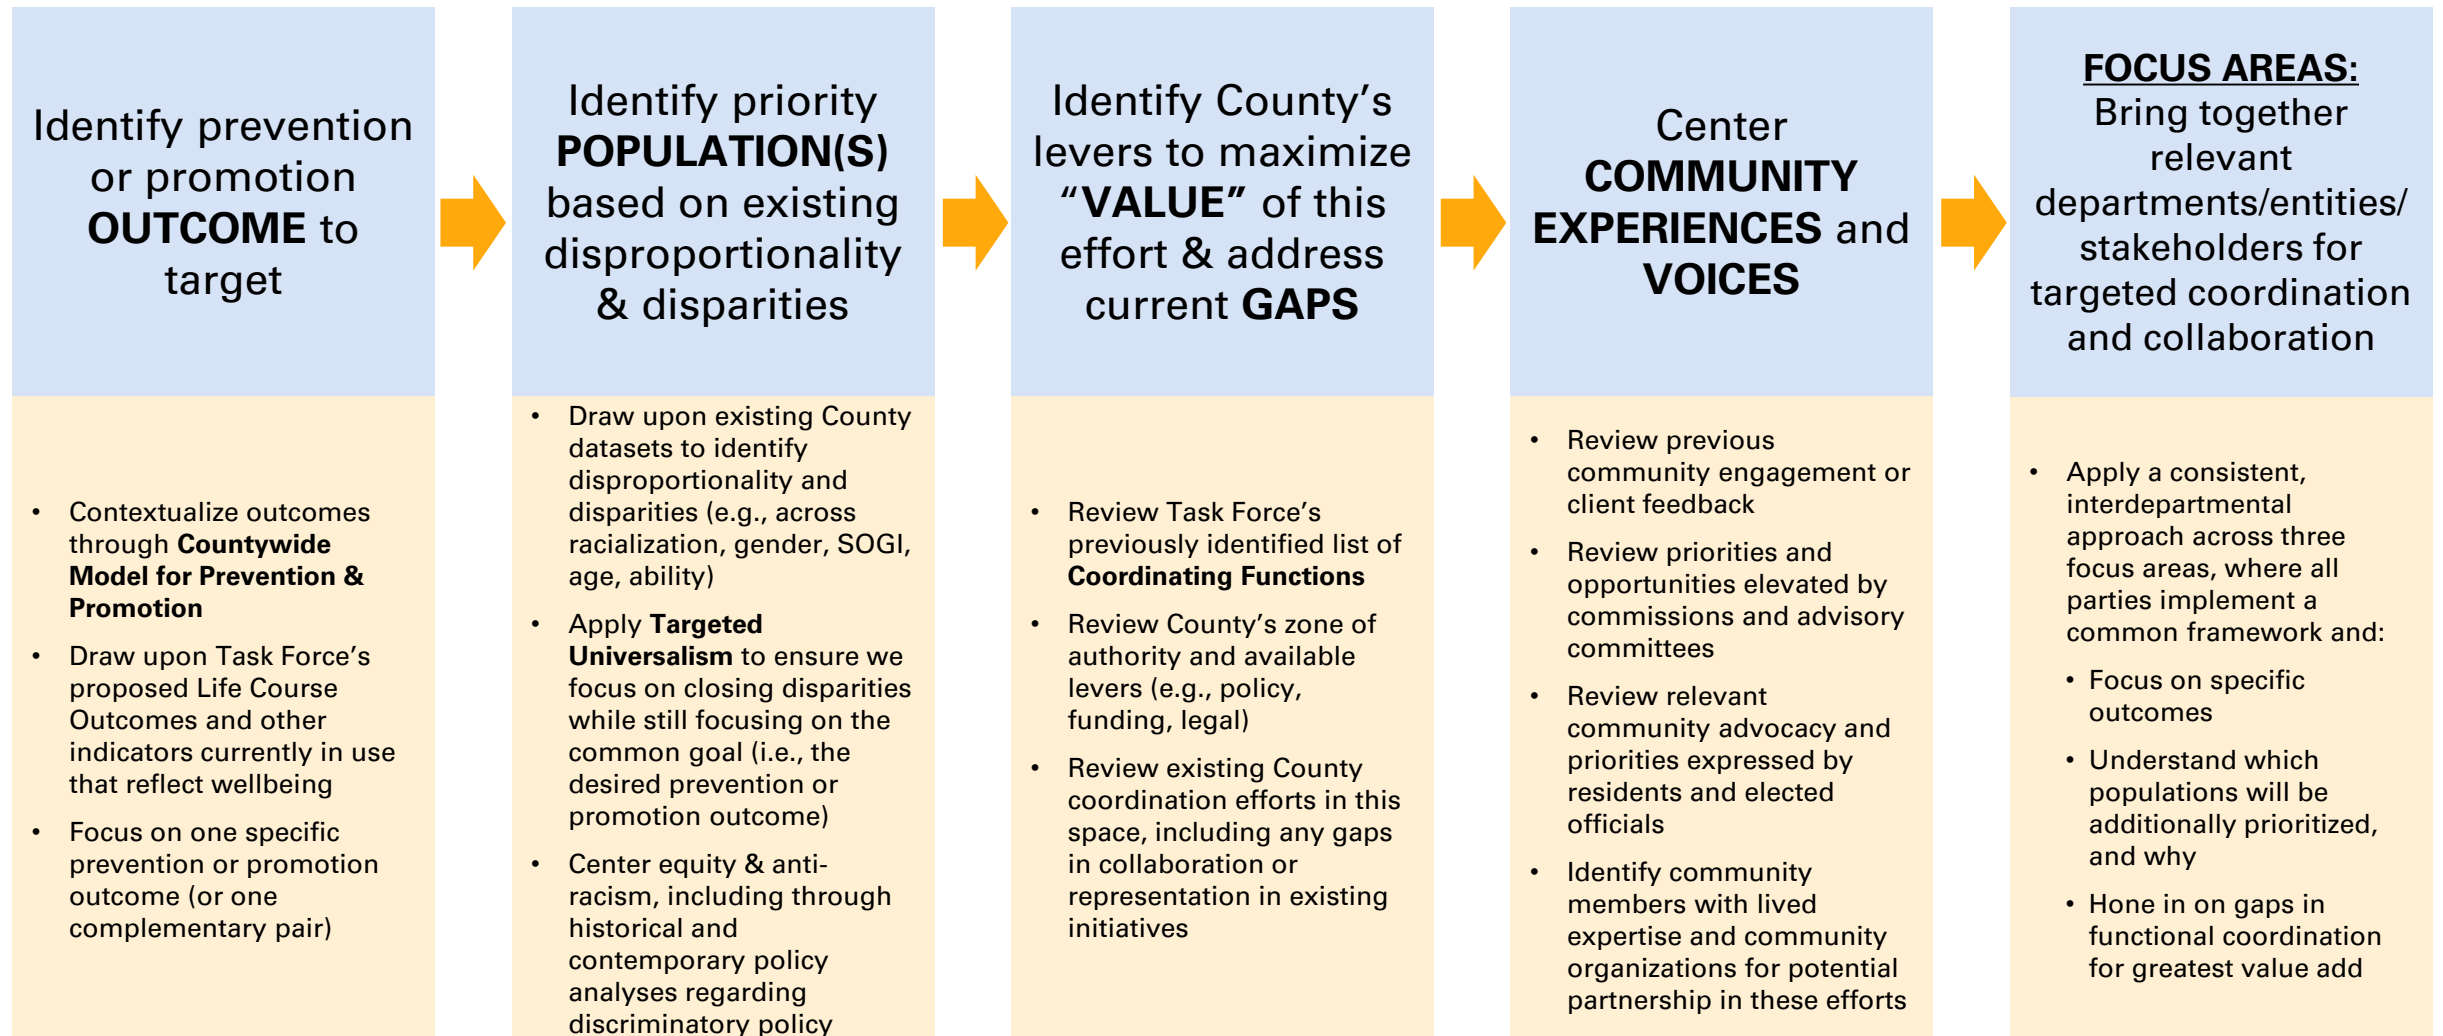 Identify prevention
or promotion
OUTCOME to
target
• Contextualize outcomes
through Countywide
Model for Prevention &
Promotion
• Draw upon Task Force’s
proposed Life Course
Outcomes and other
indicators currently in use
that reflect wellbeing
• Focus on one specific
prevention or promotion
outcome (or one
complementary pair)
Identify priority
POPULATION(S)
based on existing
disproportionality
& disparities
• Draw upon existing County
datasets to identify
disproportionality and
disparities (e.g., across
racialization, gender, SOGI,
age, ability)
• Apply Targeted
Universalism to ensure we
focus on closing disparities
while still focusing on the
common goal (i.e., the
desired prevention or
promotion outcome)
• Center equity & anti-
racism, including through
historical and
contemporary policy
analyses regarding
discriminatory policy
Identify County’s
levers to maximize
“VALUE” of this
effort & address
current GAPS
• Review Task Force’s
previously identified list of
Coordinating Functions
• Review County’s zone of
authority and available
levers (e.g., policy,
funding, legal)
• Review existing County
coordination efforts in this
space, including any gaps
in collaboration or
representation in existing
initiatives
Center
COMMUNITY
EXPERIENCES and
VOICES
• Review previous
community engagement or
client feedback
• Review priorities and
opportunities elevated by
commissions and advisory
committees
• Review relevant
community advocacy and
priorities expressed by
residents and elected
officials
• Identify community
members with lived
expertise and community
organizations for potential
partnership in these efforts
FOCUS AREAS:
Bring together
relevant
departments/entities/
stakeholders for
targeted coordination
and collaboration
• Apply a consistent,
interdepartmental
approach across three
focus areas, where all
parties implement a
common framework and:
• Focus on specific
outcomes
• Understand which
populations will be
additionally prioritized,
and why
• Hone in on gaps in
functional coordination
for greatest value add